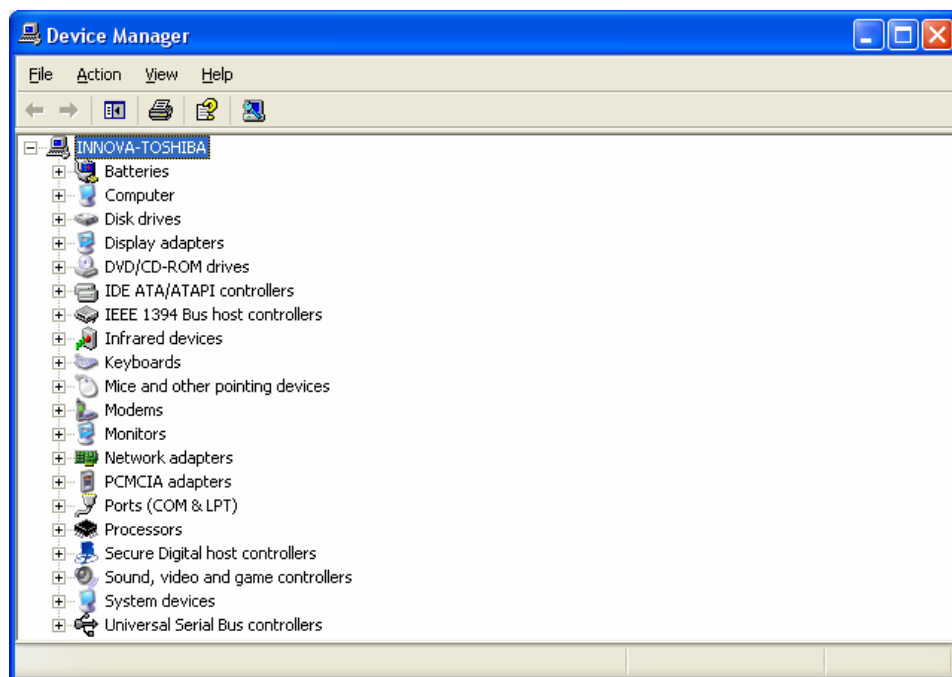 Device Manager
File Action View Help
INNOVA-TOSHIBA
Batteries
Computer
Disk drives
Display adapters
DVD/CD-ROM drives
IDE ATA/ATAPI controllers
IEEE 1394 Bus host controllers
Infrared devices
Keyboards
Mice and other pointing devices
Modems
Monitors
Network adapters
PCMCIA adapters
Ports (COM & LPT)
Processors
Secure Digital host controllers
Sound, video and game controllers
System devices
Universal Serial Bus controllers